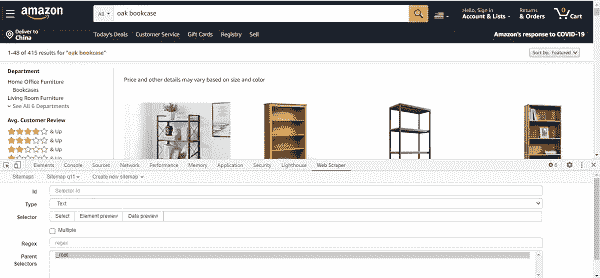 amazon
All
oak bookcase
Hello, Sign in
Account & Lists
Returns
& Orders
0
Cart
Deliver to
China
Today's Deals Customer Service Gift Cards Registry Sell
Amazon's response to COVID-19
1-48 of 415 results for "oak bookcase"
Sort by: Featured
Department
Home Office Furniture
Bookcases
Living Room Furniture
See All 6 Departments
Avg. Customer Review
& Up
& Up
& Up
Price and other details may vary based on size and color
Elements Console Sources Network Performance Memory Application Security Lighthouse Web Scraper
Sitemaps Sitemap q11 Create new sitemap
Id
Selector id
Type
Text
Selector
Select Element preview Data preview
Multiple
Regex
regex
Parent
Selectors
_root